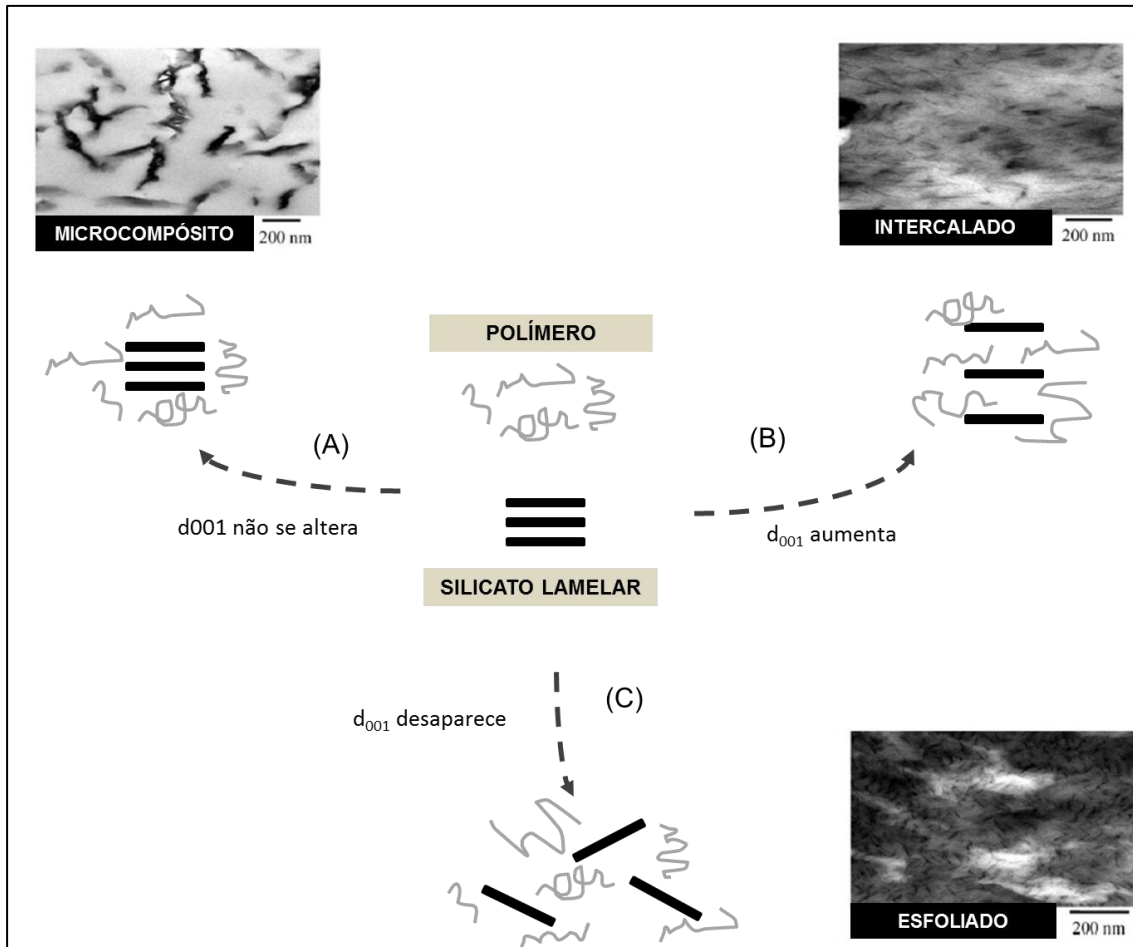 MICROCOMPÓSITO
200 nm
INTERCALADO
200 nm
POLÍMERO
(A)
(B)
d001 não se altera
d₀₀₁ aumenta
SILICATO LAMELAR
(C)
d₀₀₁ desaparece
ESFOLIADO
200 nm